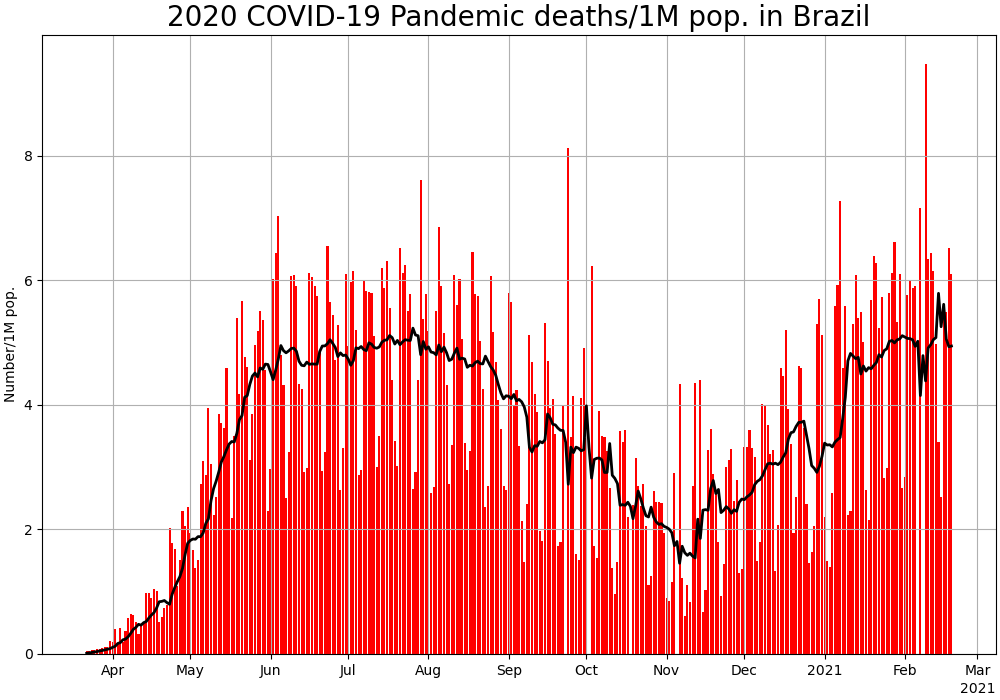 2020 COVID-19 Pandemic deaths/1M pop. in Brazil
Number/1M pop.
8
6
4
2
0
Apr May Jun Jul Aug Sep Oct Nov Dec 2021 Feb Mar
2021